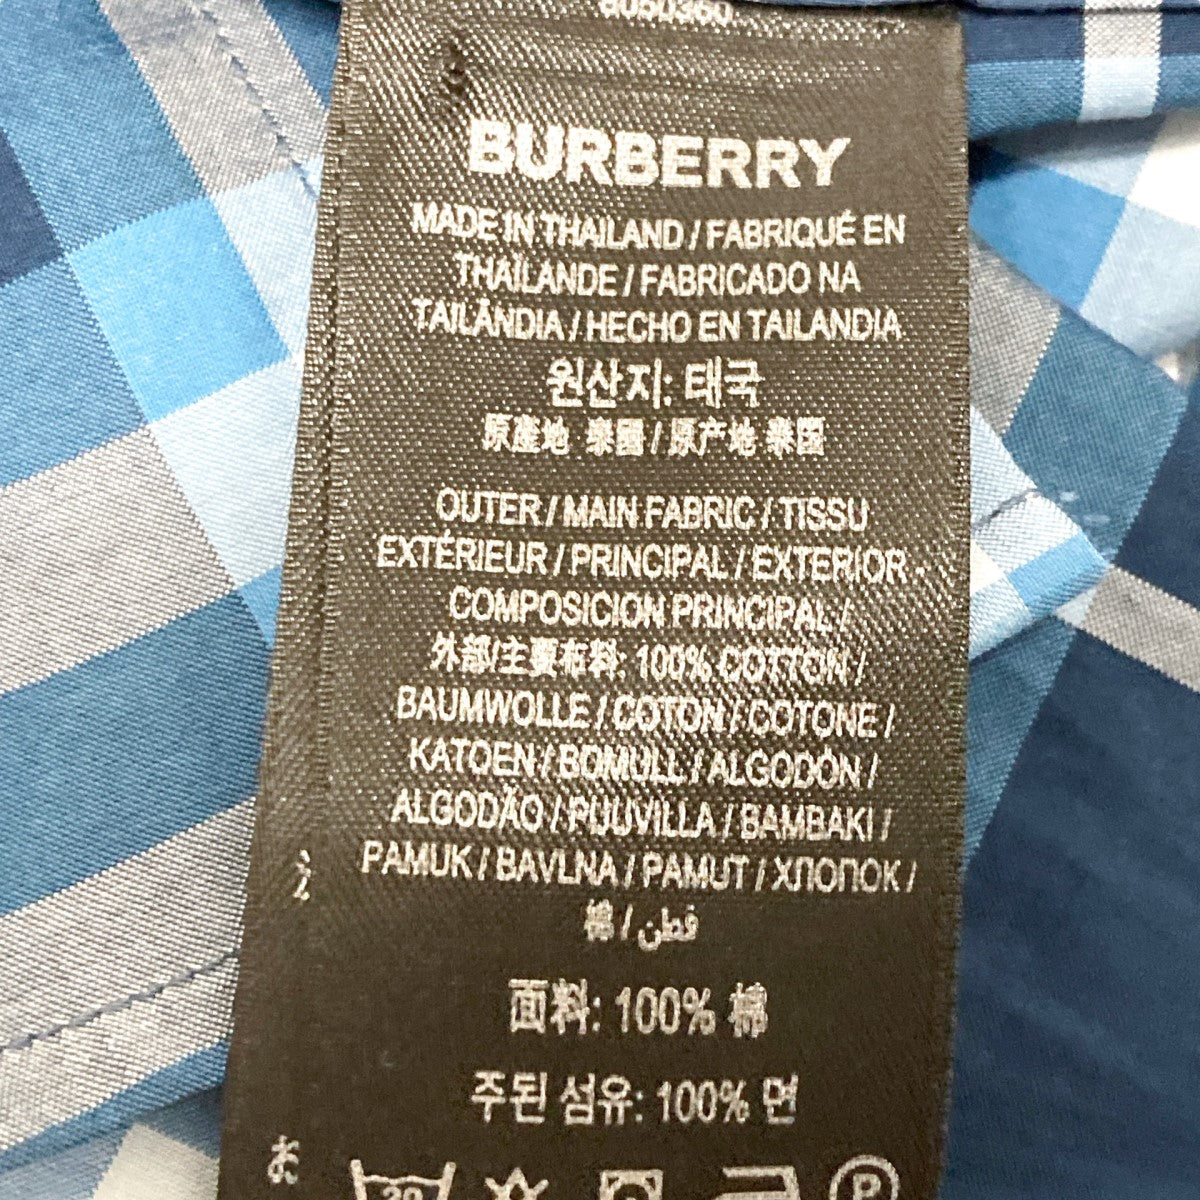 8050360
BURBERRY
MADE IN THAILAND / FABRIQUÉ EN
THAÏLANDE / FABRICADO NA
TAILÂNDIA / HECHO EN TAILANDIA
원산지: 태국
原產地 泰國 / 原产地 泰国
OUTER / MAIN FABRIC / TISSU
EXTÉRIEUR / PRINCIPAL / EXTERIOR -
COMPOSICION PRINCIPAL /
外部/主要布料: 100% COTTON /
BAUMWOLLE / COTON / COTONE /
KATOEN / BOMULL / ALGODÓN /
ALGODÃO / PUUVILLA / BAMBAKI /
PAMUK / BAVLNA / PAMUT / ХЛОПОК /
棉 / قطن
面料: 100% 棉
주된 섬유: 100% 면
30 P